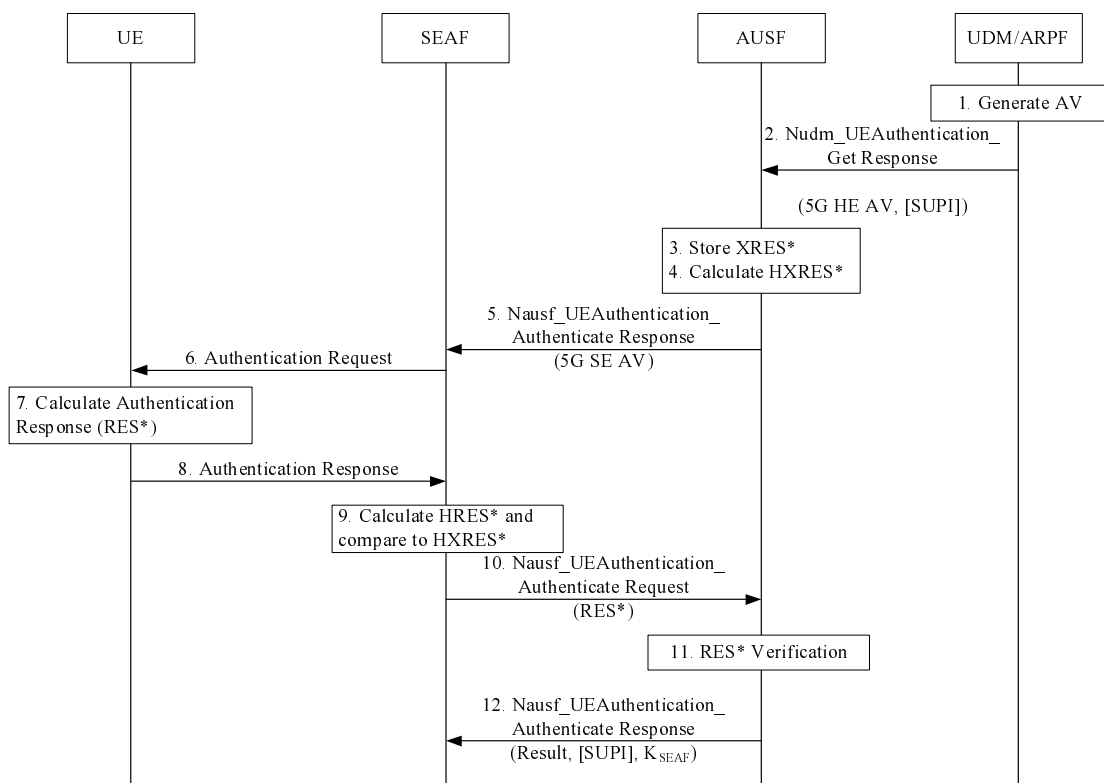 UE
SEAF
AUSF
UDM/ARPF
1. Generate AV
2. Nudm_UEAuthentication_
Get Response
(5G HE AV, [SUPI])
3. Store XRES*
4. Calculate HXRES*
5. Nausf_UEAuthentication_
Authenticate Response
(5G SE AV)
6. Authentication Request
7. Calculate Authentication
Response (RES*)
8. Authentication Response
9. Calculate HRES* and
compare to HXRES*
10. Nausf_UEAuthentication_
Authenticate Request
(RES*)
11. RES* Verification
12. Nausf_UEAuthentication_
Authenticate Response
(Result, [SUPI], KSEAF)